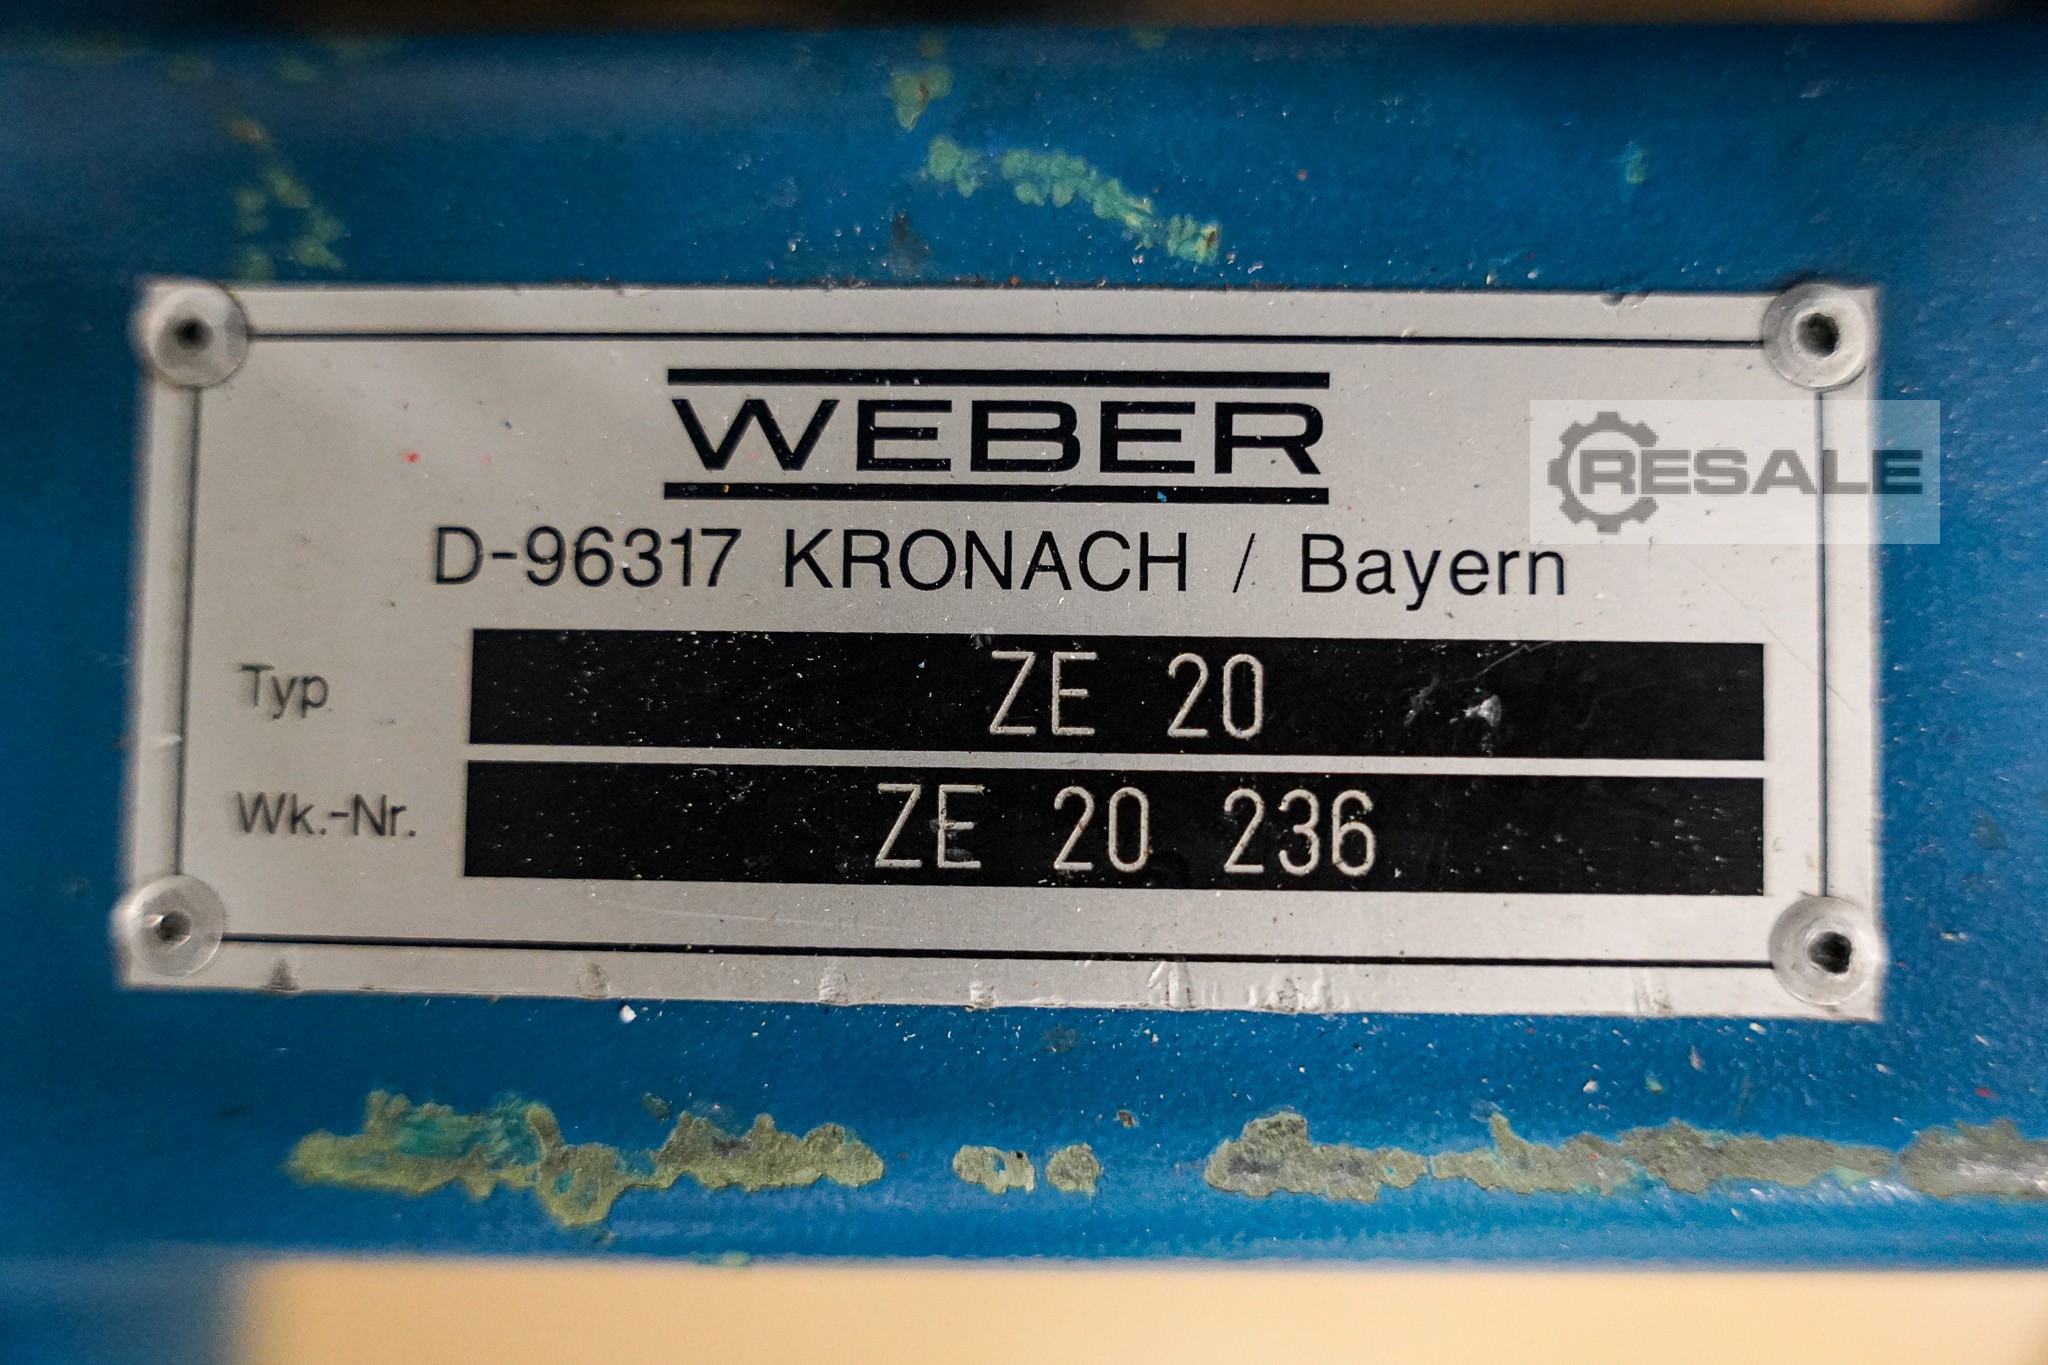 WEBER
RESALE
D-96317 KRONACH / Bayern
Typ ZE 20
Wk.-Nr. ZE 20 236